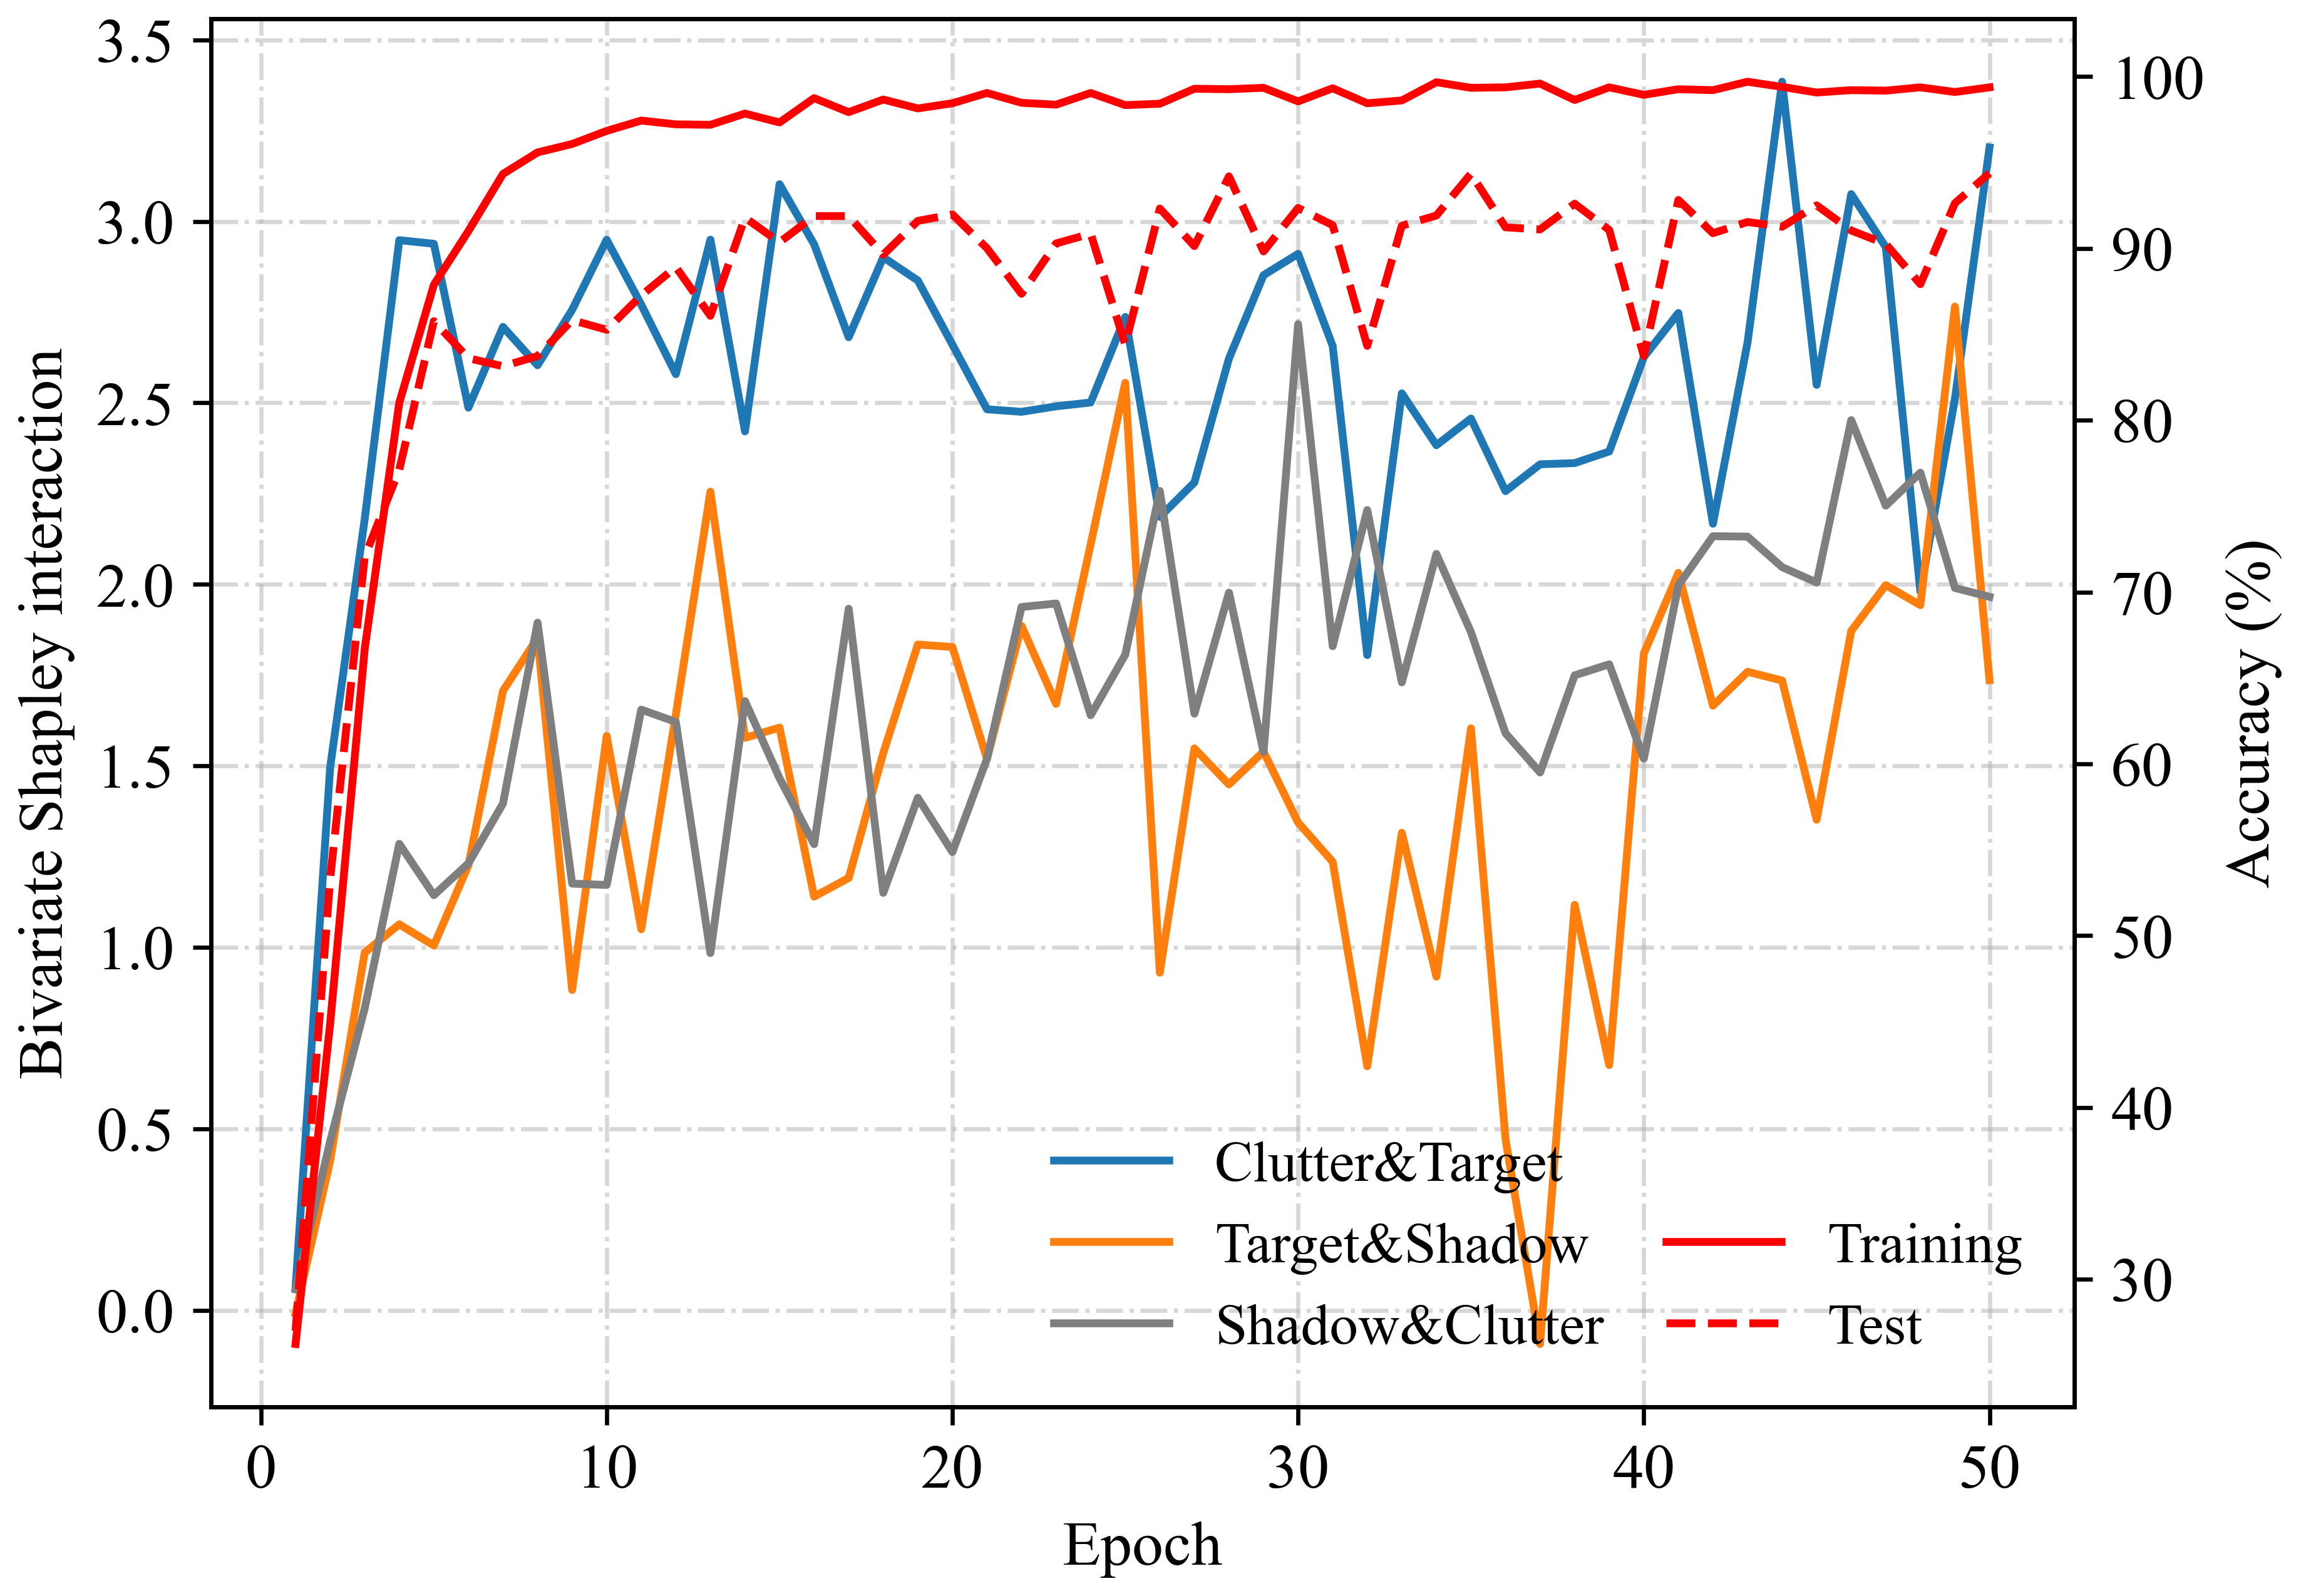 3.5
3.0
2.5
2.0
1.5
1.0
0.5
0.0
Bivariate Shapley interaction
100
90
80
70
60
50
40
30
Accuracy (%)
Clutter&Target
Target&Shadow
Shadow&Clutter
Training
Test
0 10 20 30 40 50
Epoch